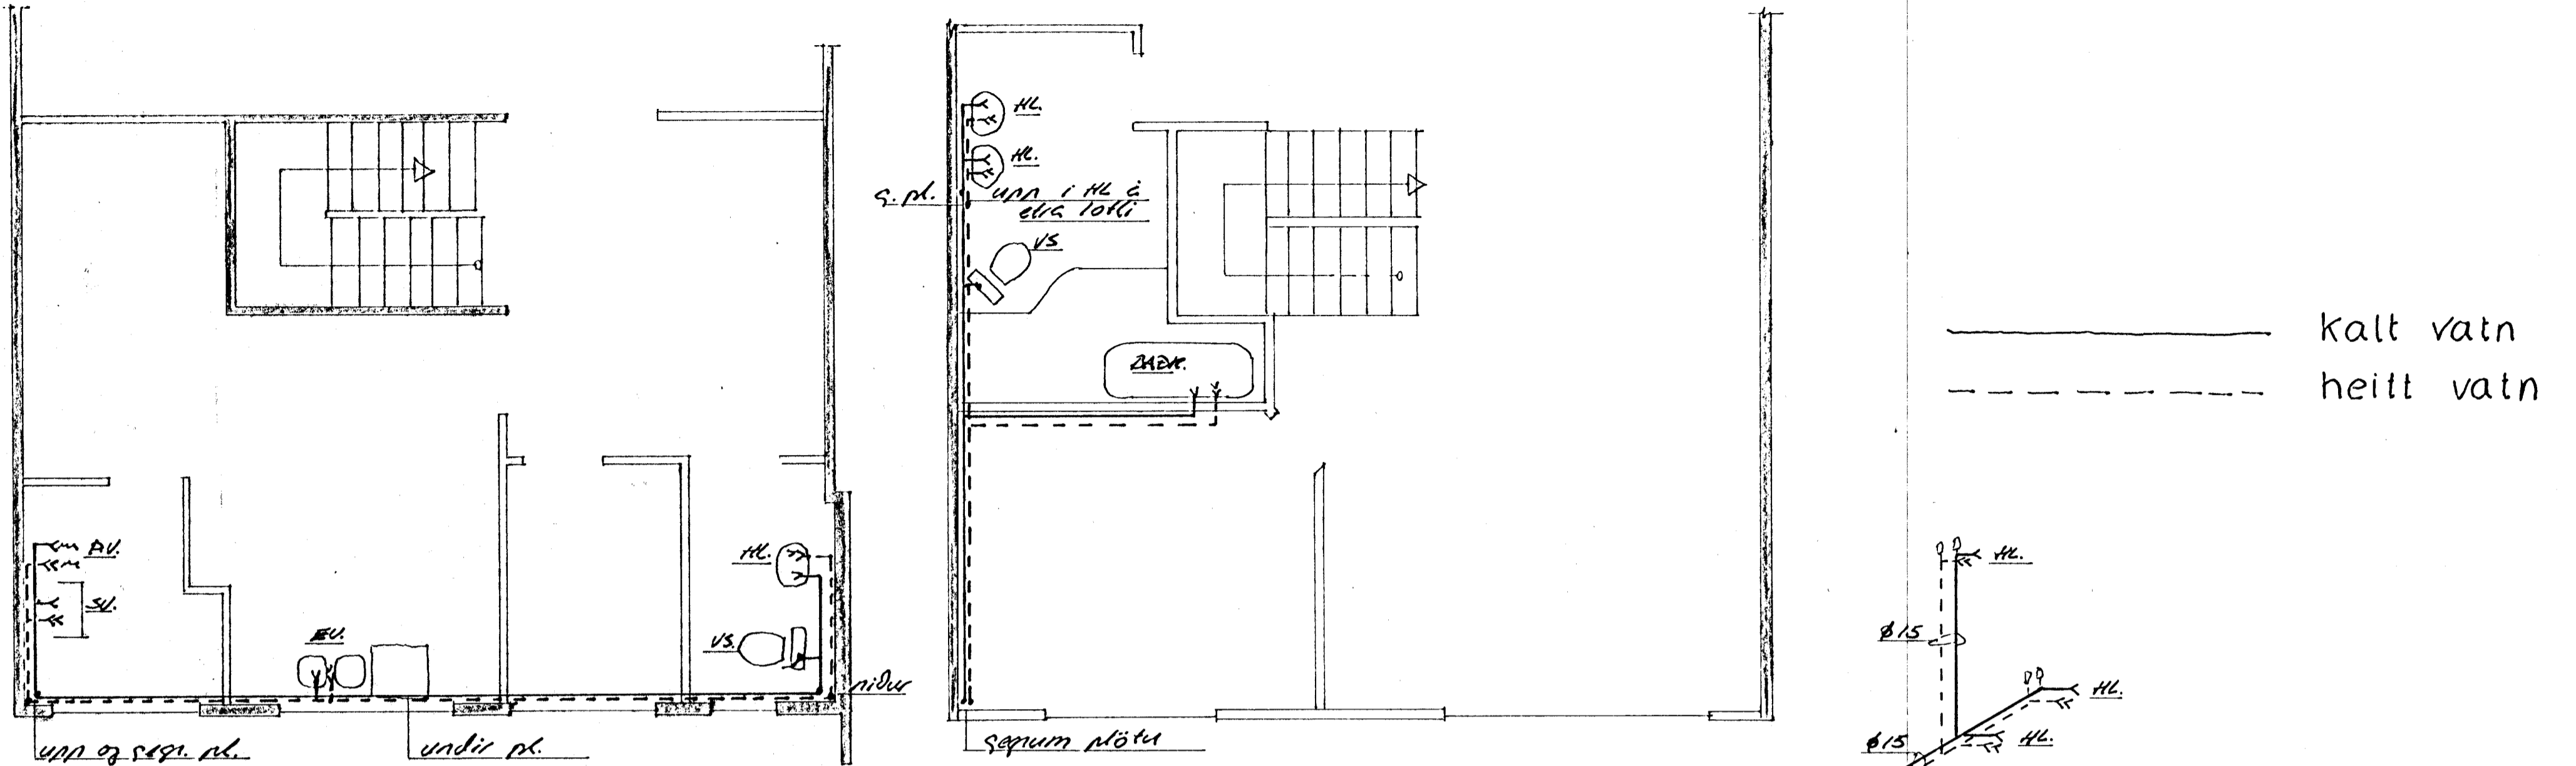 AV.
SV.
EV.
HL.
VS.
niður
upp og gegn. pl.
undir pl.
HL.
HL.
g. pl.
upp í HL á
efra lofti
VS
BAÐK.
gegnum plötu
kalt vatn
heitt vatn
HL.
ø15
HL.
HL.
ø15